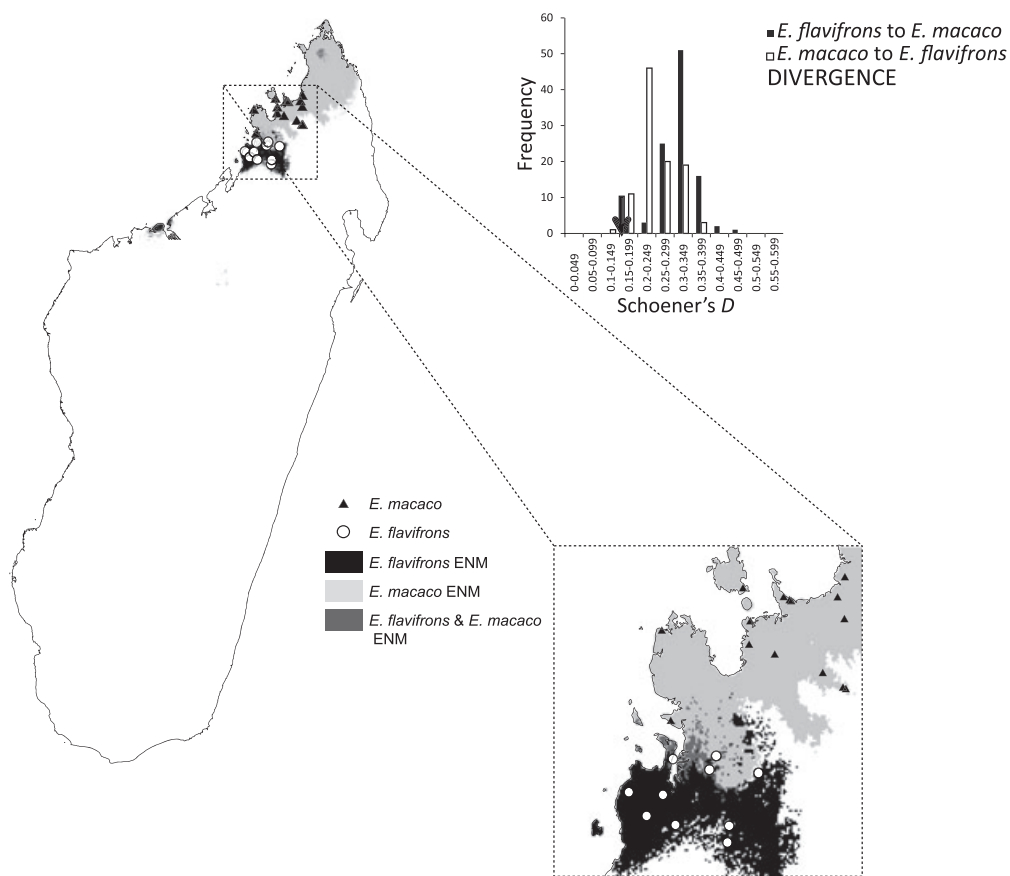 60
50
40
30
20
10
0
Frequency
0-0.049
0.05-0.099
0.1-0.149
0.15-0.199
0.2-0.249
0.25-0.299
0.3-0.349
0.35-0.399
0.4-0.449
0.45-0.499
0.5-0.549
0.55-0.599
Schoener's D
E. flavifrons to E. macaco
E. macaco to E. flavifrons
DIVERGENCE
E. macaco
E. flavifrons
E. flavifrons ENM
E. macaco ENM
E. flavifrons & E. macaco
ENM